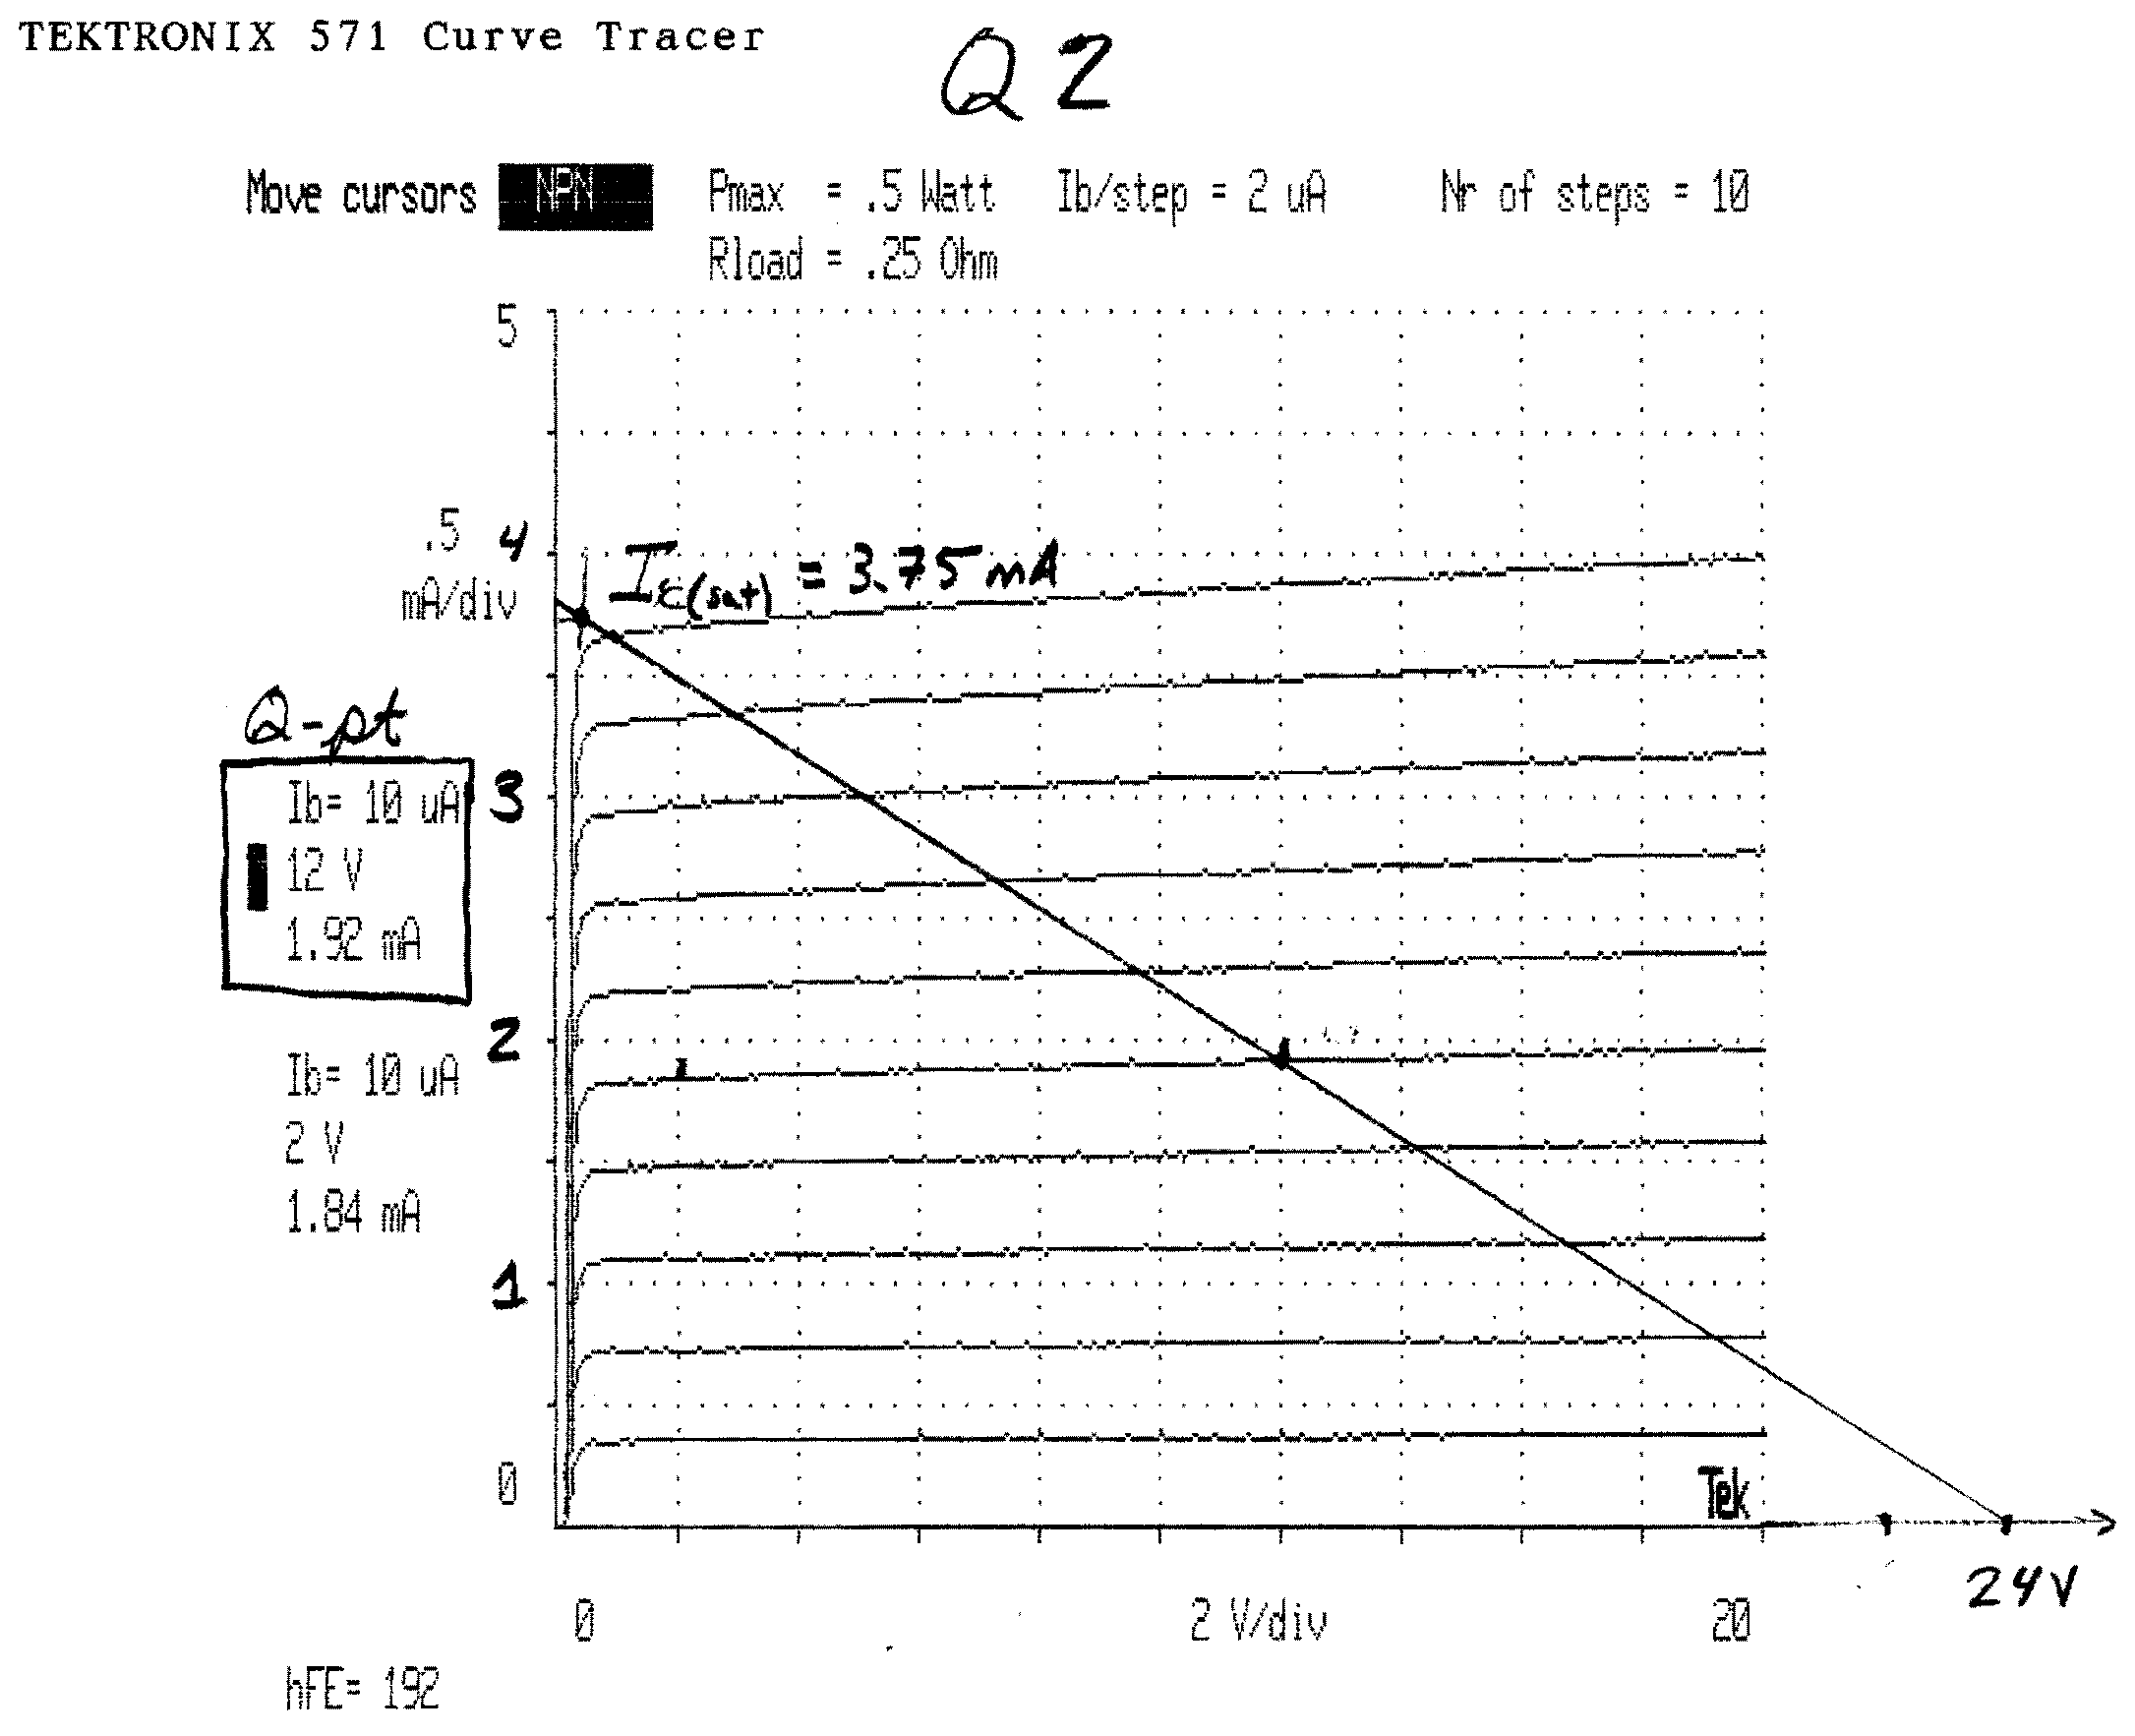 TEKTRONIX 571 Curve Tracer
Q2
Move cursors NPN Pmax = .5 Watt Ib/step = 2 uA Nr of steps = 10
Rload = .25 Ohm
5
.5 4
mA/div
Ic(sat) = 3.75 mA
Q-pt
Ib= 10 uA 3
12 V
1.92 mA
2
Ib= 10 uA
2 V
1.84 mA
1
0
Tek
24V
0 2 V/div 20
hFE= 192